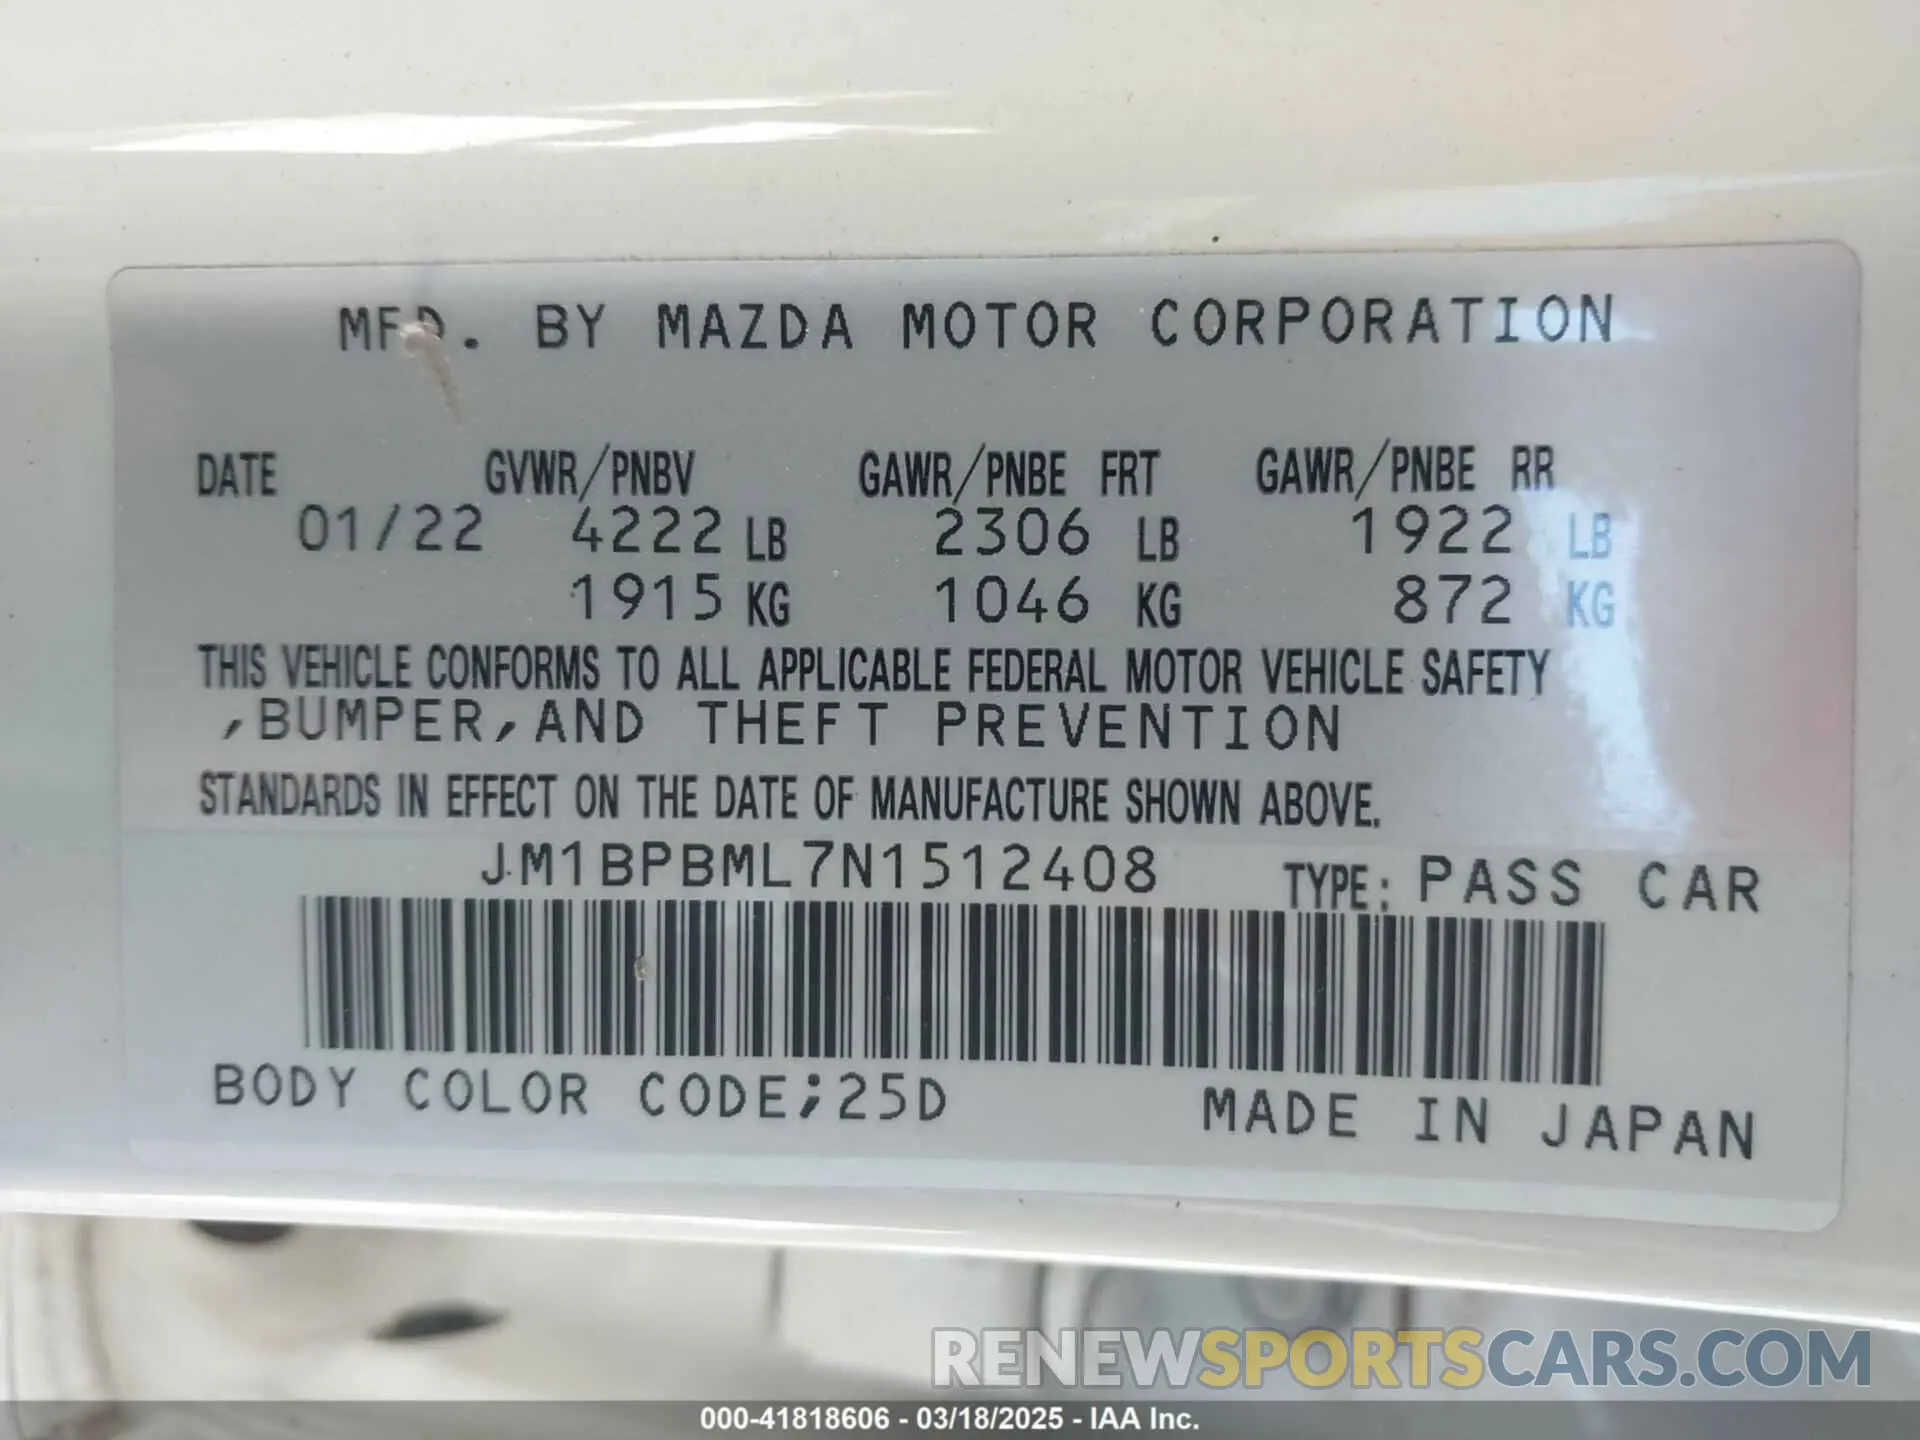 MFD. BY MAZDA MOTOR CORPORATION
DATE GVWR/PNBV GAWR/PNBE FRT GAWR/PNBE RR
01/22 4222 LB 2306 LB 1922 LB
1915 KG 1046 KG 872 KG
THIS VEHICLE CONFORMS TO ALL APPLICABLE FEDERAL MOTOR VEHICLE SAFETY
,BUMPER,AND THEFT PREVENTION
STANDARDS IN EFFECT ON THE DATE OF MANUFACTURE SHOWN ABOVE.
JM1BPBML7N1512408 TYPE: PASS CAR
BODY COLOR CODE;25D MADE IN JAPAN
RENEWSPORTSCARS.COM
000-41818606 - 03/18/2025 - IAA Inc.